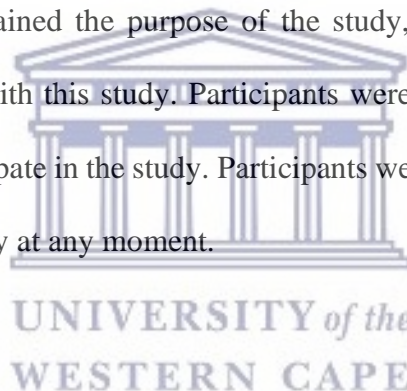 ained the purpose of the study,
ith this study. Participants were
pate in the study. Participants we
y at any moment.
UNIVERSITY of the
WESTERN CAPE